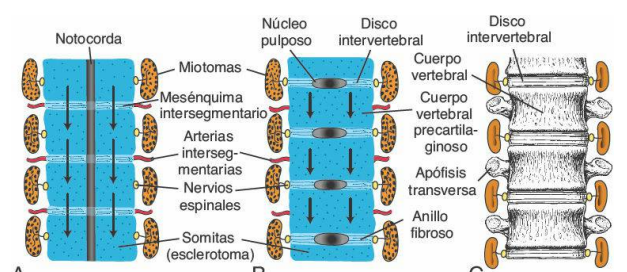 Notocorda
Miotomas
Mesénquima
intersegmentario
Arterias
interseg-
mentarias
Nervios
espinales
Somitas
(esclerotoma)
A
Núcleo
pulposo
Disco
intervertebral
Cuerpo
vertebral
precartila-
ginoso
Anillo
fibroso
B
Disco
intervertebral
Cuerpo
vertebral
Apófisis
transversa
C